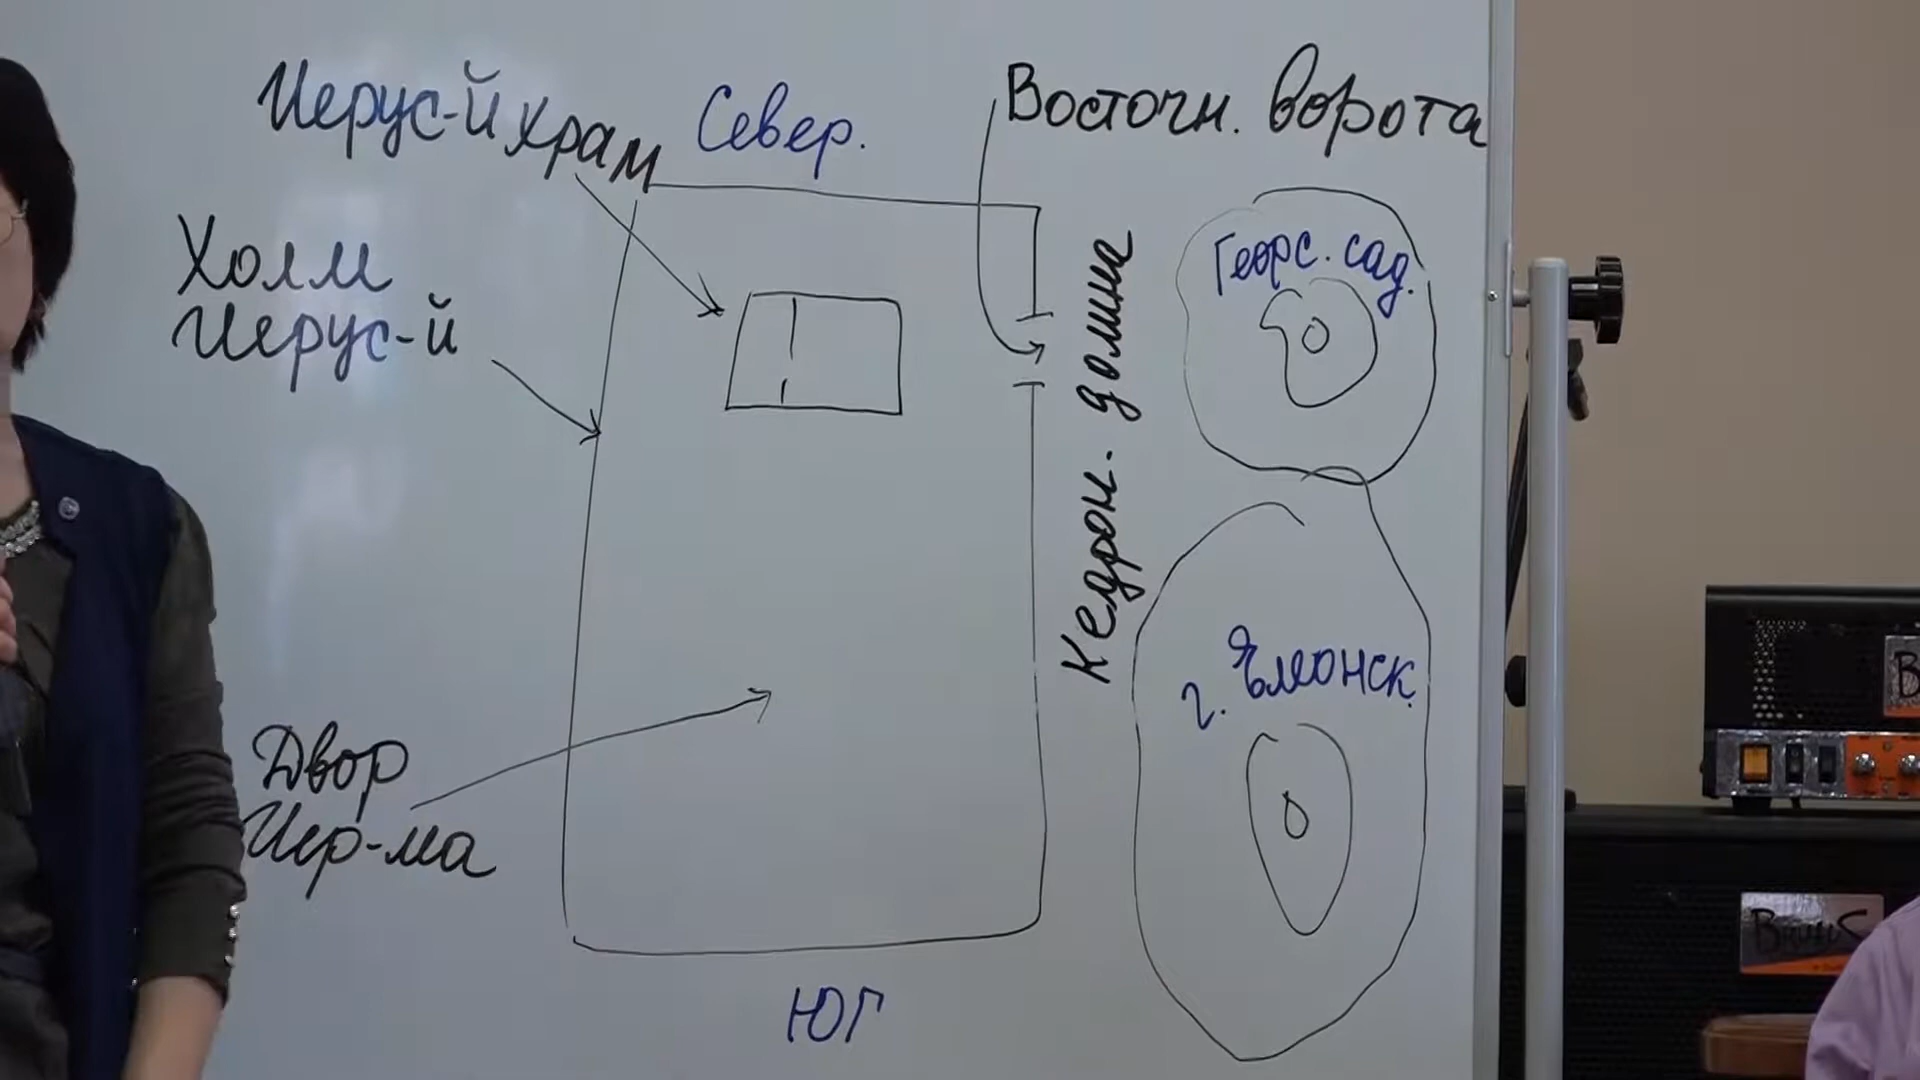 Иерус-й храм
Север.
Восточн. ворота
Холм
Иерус-й
Георс. сад.
Кедрон. долина
г. Елеонск.
Двор
Иер-ма
ЮГ